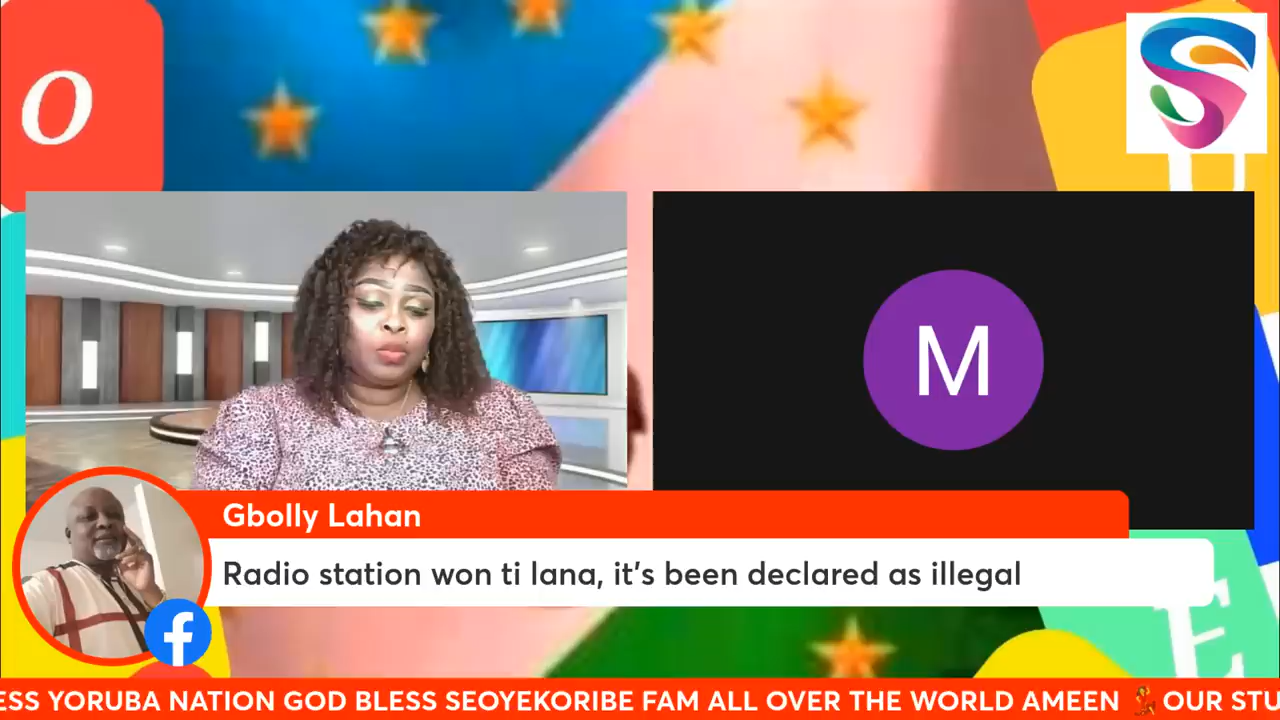 O
S
U
M
Gbolly Lahan
Radio station won ti lana, it's been declared as illegal
E
ESS YORUBA NATION GOD BLESS SEOYEKORIBE FAM ALL OVER THE WORLD AMEEN 💃 OUR STU